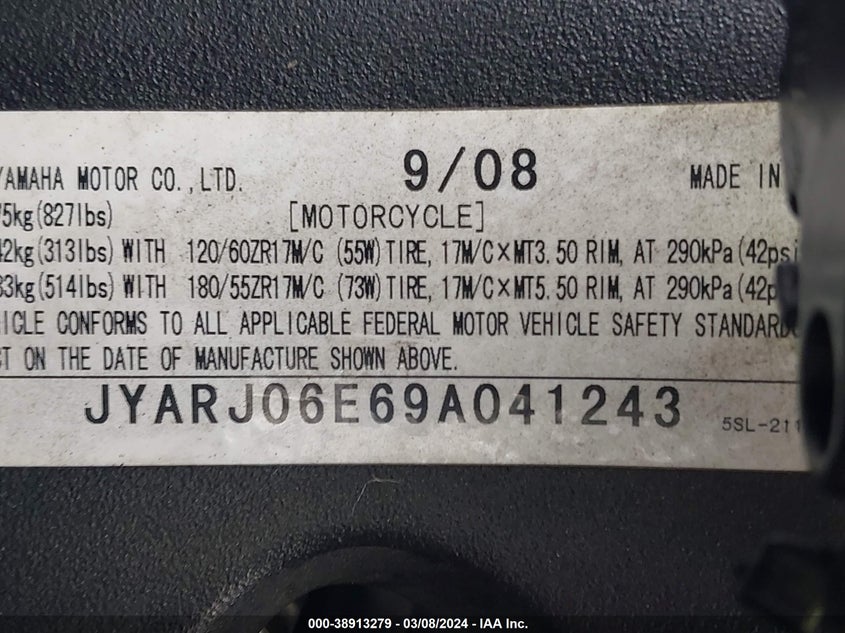 YAMAHA MOTOR CO.,LTD. 9/08 MADE IN
75kg(827lbs) [MOTORCYCLE]
42kg(313lbs) WITH 120/60ZR17M/C (55W)TIRE, 17M/C×MT3.50 RIM, AT 290kPa(42psi
33kg(514lbs) WITH 180/55ZR17M/C (73W)TIRE, 17M/C×MT5.50 RIM, AT 290kPa(42p
ICLE CONFORMS TO ALL APPLICABLE FEDERAL MOTOR VEHICLE SAFETY STANDARD
CT ON THE DATE OF MANUFACTURE SHOWN ABOVE.
JYARJ06E69A041243
5SL-211
000-38913279 - 03/08/2024 - IAA Inc.